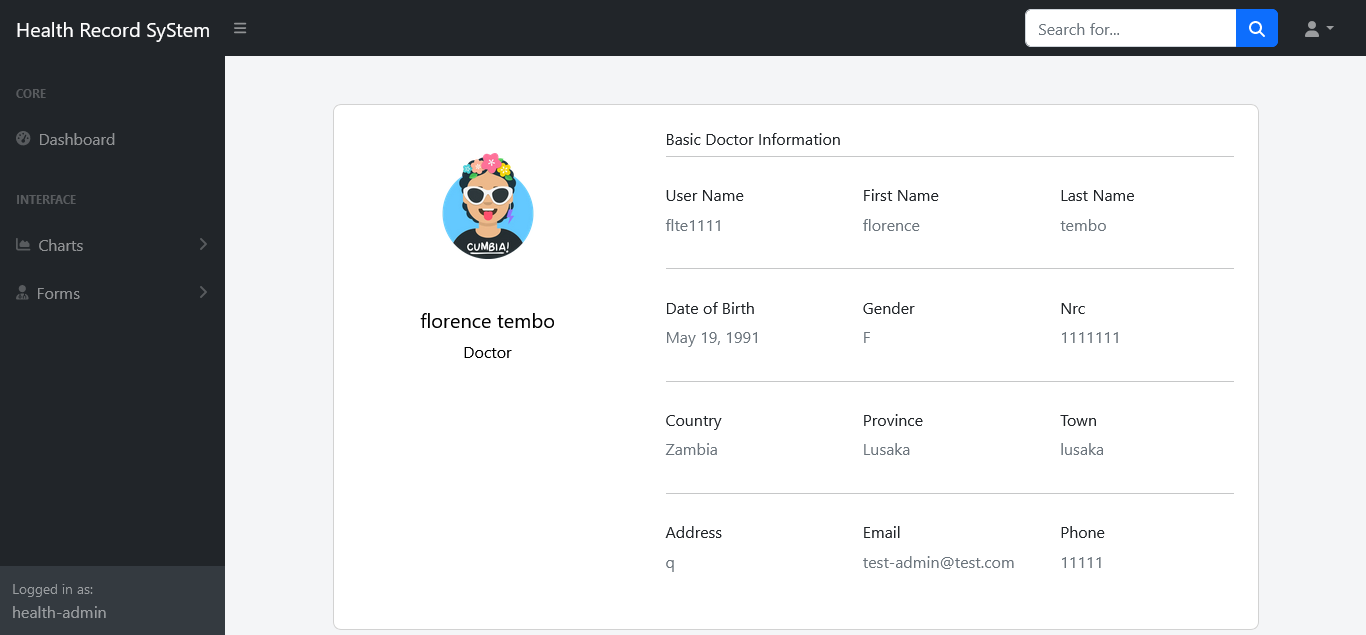 Health Record SyStem
Search for...
CORE
Dashboard
INTERFACE
Charts
Forms
Logged in as:
health-admin
CUMBIA!
florence tembo
Doctor
Basic Doctor Information
User Name First Name Last Name
flte1111 florence tembo
Date of Birth Gender Nrc
May 19, 1991 F 1111111
Country Province Town
Zambia Lusaka lusaka
Address Email Phone
q test-admin@test.com 11111